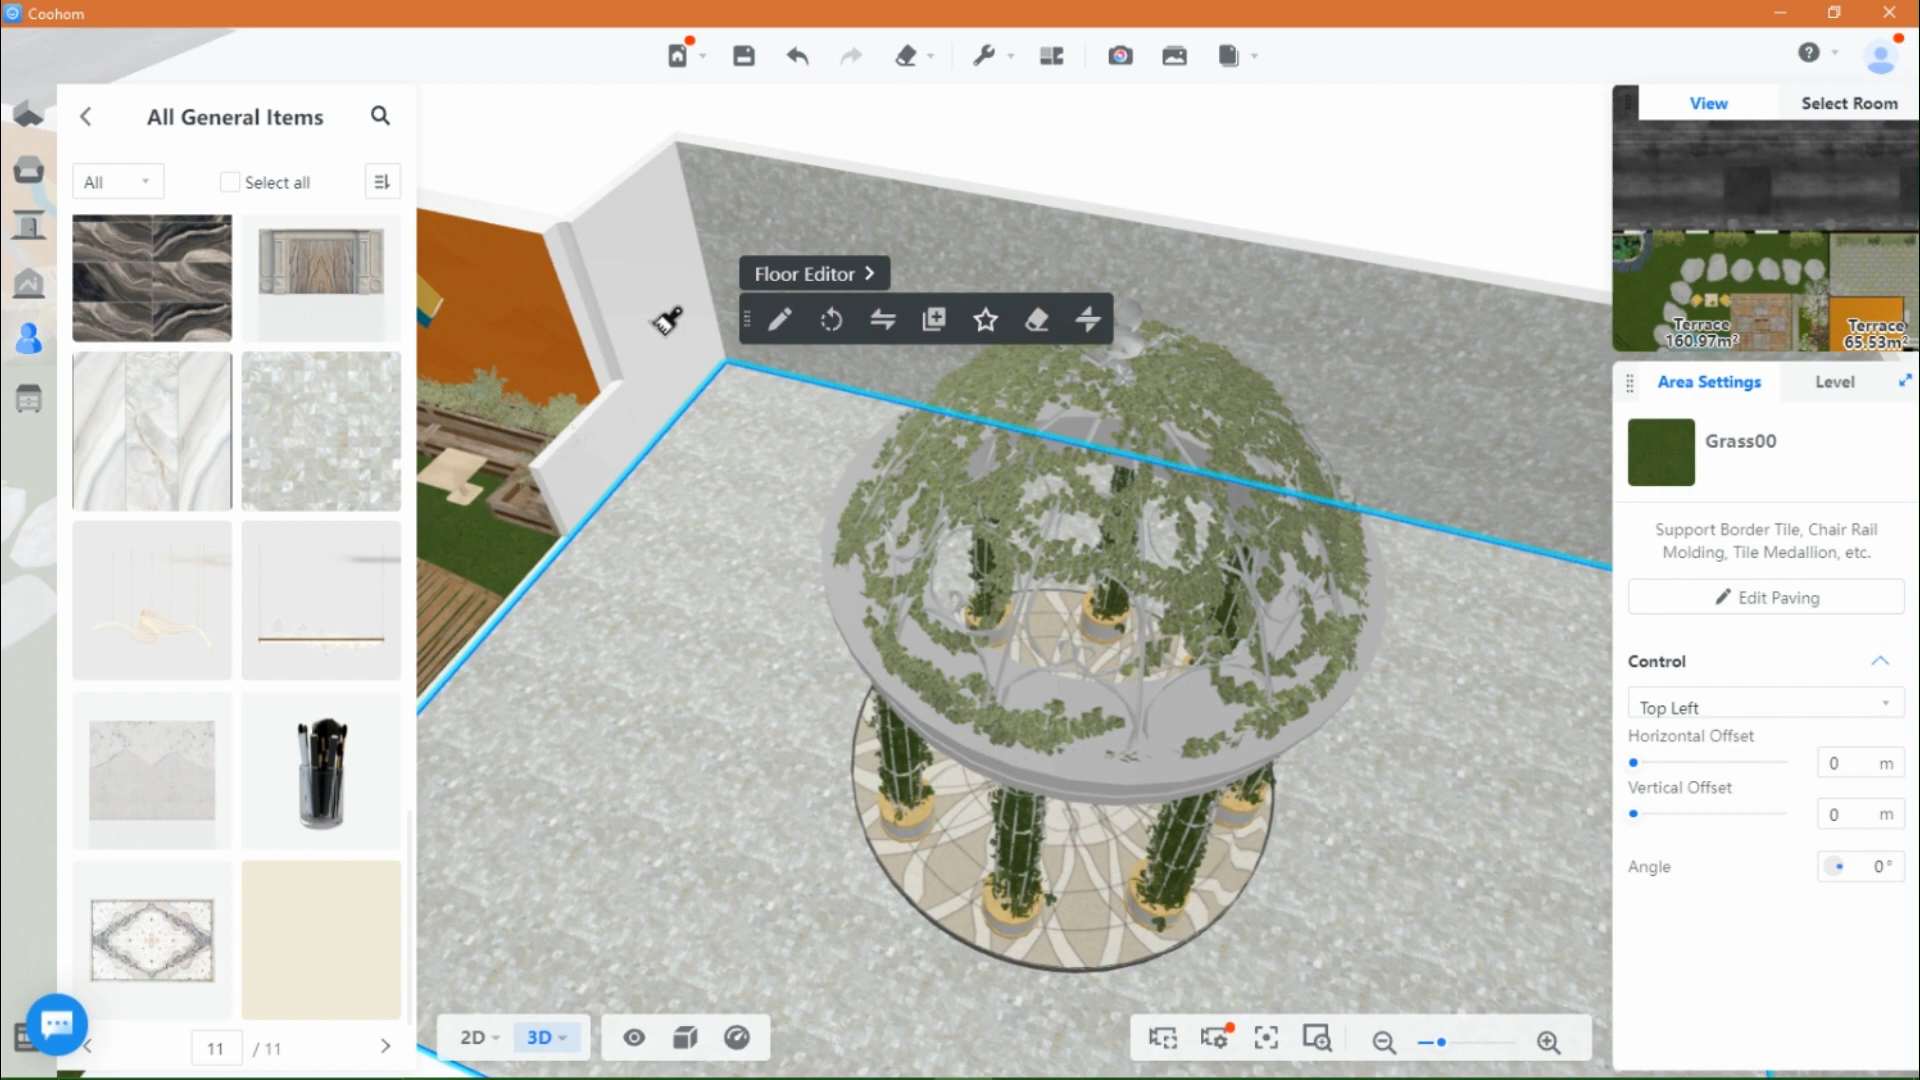 Coohom
All General Items
All
Select all
11
/ 11
Floor Editor
2D
3D
View
Select Room
Terrace
160.97m²
Terrace
65.53m²
Area Settings
Level
Grass00
Support Border Tile, Chair Rail
Molding, Tile Medallion, etc.
Edit Paving
Control
Top Left
Horizontal Offset
0 m
Vertical Offset
0 m
Angle
0°